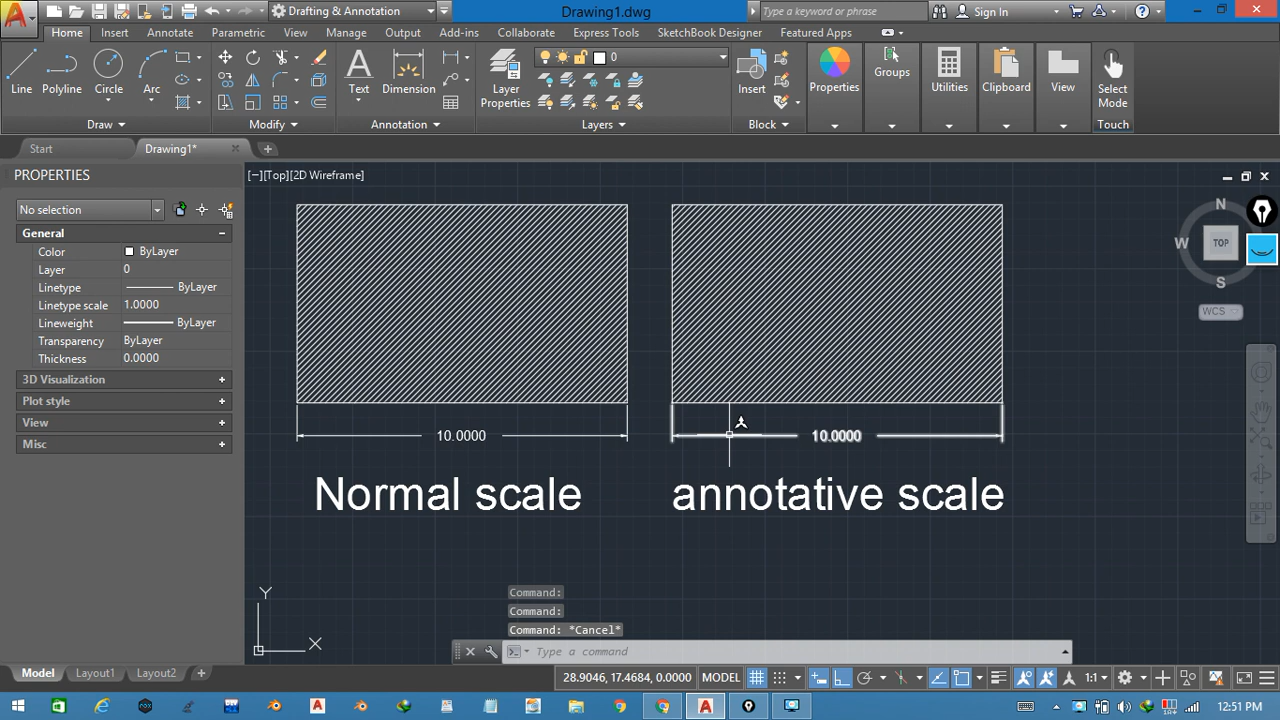 Drafting & Annotation
Drawing1.dwg
Type a keyword or phrase
Sign In
Home
Insert
Annotate
Parametric
View
Manage
Output
Add-ins
Collaborate
Express Tools
SketchBook Designer
Featured Apps
Line
Polyline
Circle
Arc
Text
Dimension
Layer
Properties
0
Insert
Properties
Groups
Utilities
Clipboard
View
Select
Mode
Draw
Modify
Annotation
Layers
Block
Touch
Start
Drawing1*
PROPERTIES
[−][Top][2D Wireframe]
No selection
General
Color ByLayer
Layer 0
Linetype ByLayer
Linetype scale 1.0000
Lineweight ByLayer
Transparency ByLayer
Thickness 0.0000
3D Visualization
Plot style
View
Misc
N
W
TOP
S
WCS
10.0000
10.0000
Normal scale
annotative scale
Y
X
Command:
Command:
Command: *Cancel*
Type a command
Model
Layout1
Layout2
28.9046, 17.4684, 0.0000
MODEL
1:1
12:51 PM